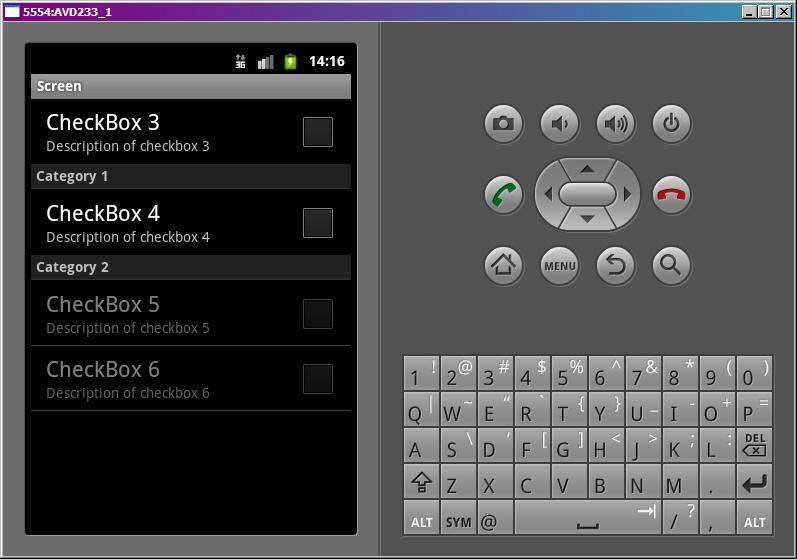 5554:AVD233_1
3G 14:16
Screen
CheckBox 3
Description of checkbox 3
Category 1
CheckBox 4
Description of checkbox 4
Category 2
CheckBox 5
Description of checkbox 5
CheckBox 6
Description of checkbox 6
MENU
1 ! 2 @ 3 # 4 $ 5 % 6 ^ 7 & 8 * 9 ( 0 )
Q | W ~ E “ R ` T { Y } U _ I - O + P =
A S \ D ‘ F [ G ] H < J > K ; L : DEL
Z X C V B N M .
ALT SYM @ / ? , ALT